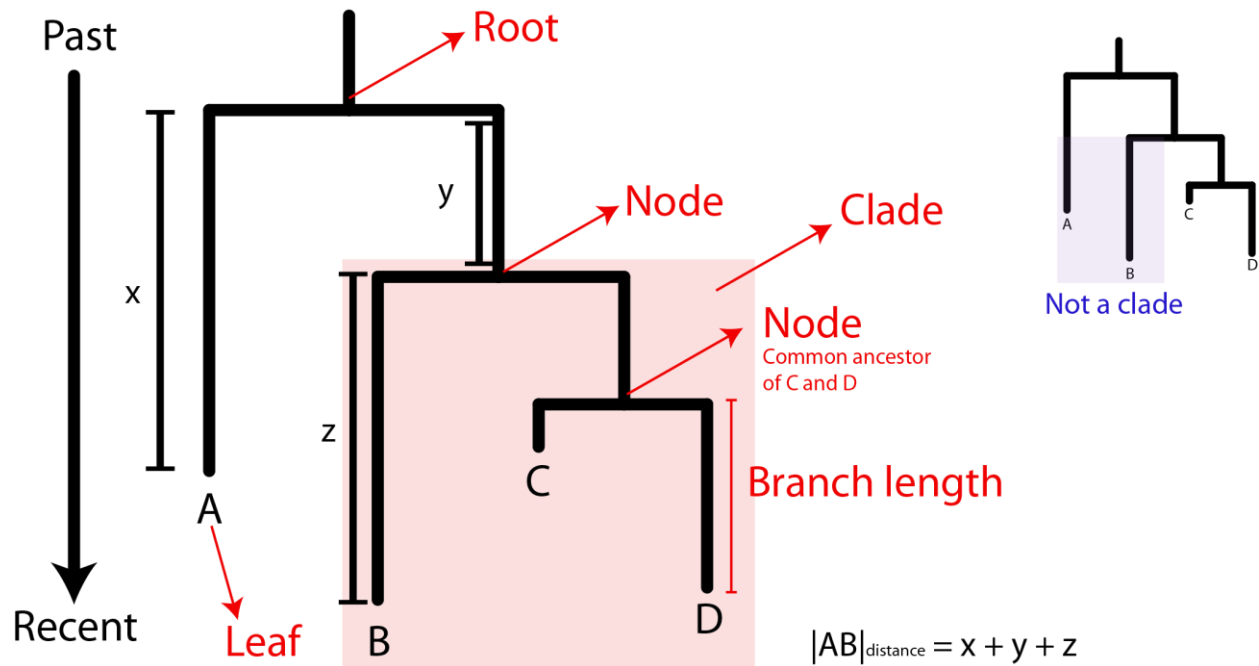 Past
Root
x
y
Node
Clade
Node
Common ancestor
of C and D
z
C
Branch length
A
B
D
Recent
Leaf
|AB| distance = x + y + z
A
B
C
D
Not a clade